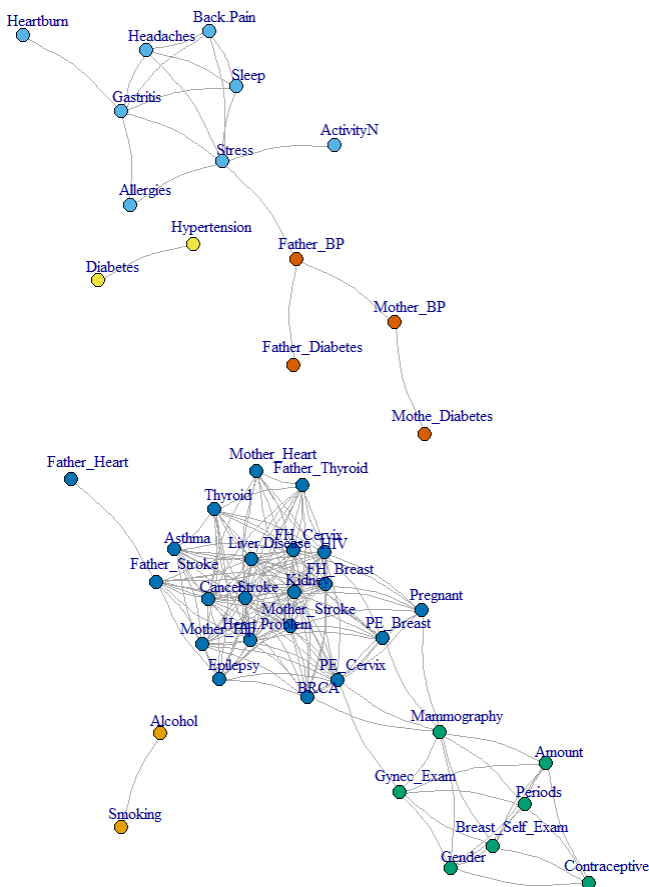 Heartburn
Back.Pain
Headaches
Sleep
Gastritis
ActivityN
Stress
Allergies
Hypertension
Father_BP
Diabetes
Mother_BP
Father_Diabetes
Mothe_Diabetes
Mother_Heart
Father_Heart
Father_Thyroid
Thyroid
FH_Cervix
Asthma
Liver.Disease
HIV
Father_Stroke
FH_Breast
Cancer
Stroke
Kidney
Pregnant
Mother_Stroke
Heart.Problem
PE_Breast
Epilepsy
PE_Cervix
BRCA
Mammography
Alcohol
Amount
Gynec_Exam
Periods
Smoking
Breast_Self_Exam
Gender
Contraceptive